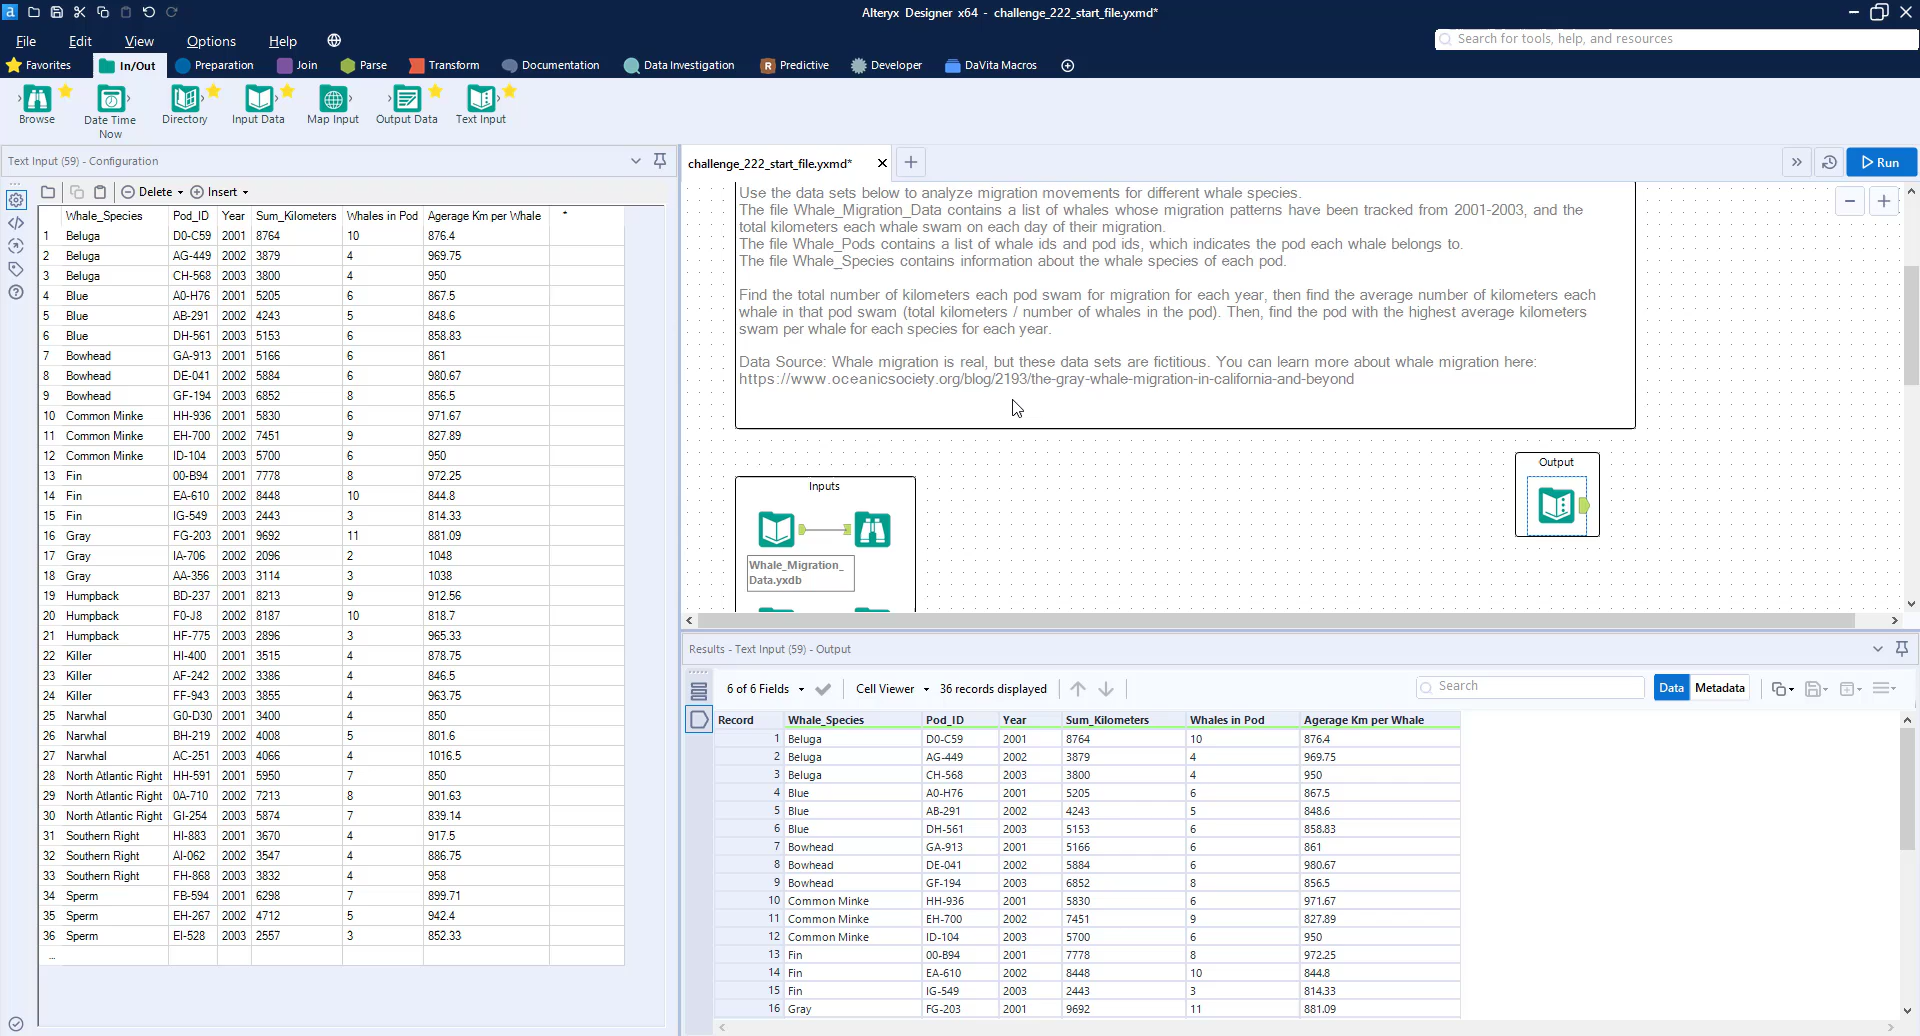 Alteryx Designer x64 - challenge_222_start_file.yxmd*
File Edit View Options Help
Search for tools, help, and resources
Favorites In/Out Preparation Join Parse Transform Documentation Data Investigation Predictive Developer DaVita Macros
Browse Date Time Now Directory Input Data Map Input Output Data Text Input
Text Input (59) - Configuration
Delete Insert
Whale_Species Pod_ID Year Sum_Kilometers Whales in Pod Agerage Km per Whale *
1 Beluga D0-C59 2001 8764 10 876.4
2 Beluga AG-449 2002 3879 4 969.75
3 Beluga CH-568 2003 3800 4 950
4 Blue A0-H76 2001 5205 6 867.5
5 Blue AB-291 2002 4243 5 848.6
6 Blue DH-561 2003 5153 6 858.83
7 Bowhead GA-913 2001 5166 6 861
8 Bowhead DE-041 2002 5884 6 980.67
9 Bowhead GF-194 2003 6852 8 856.5
10 Common Minke HH-936 2001 5830 6 971.67
11 Common Minke EH-700 2002 7451 9 827.89
12 Common Minke ID-104 2003 5700 6 950
13 Fin 00-B94 2001 7778 8 972.25
14 Fin EA-610 2002 8448 10 844.8
15 Fin IG-549 2003 2443 3 814.33
16 Gray FG-203 2001 9692 11 881.09
17 Gray IA-706 2002 2096 2 1048
18 Gray AA-356 2003 3114 3 1038
19 Humpback BD-237 2001 8213 9 912.56
20 Humpback F0-J8 2002 8187 10 818.7
21 Humpback HF-775 2003 2896 3 965.33
22 Killer HI-400 2001 3515 4 878.75
23 Killer AF-242 2002 3386 4 846.5
24 Killer FF-943 2003 3855 4 963.75
25 Narwhal G0-D30 2001 3400 4 850
26 Narwhal BH-219 2002 4008 5 801.6
27 Narwhal AC-251 2003 4066 4 1016.5
28 North Atlantic Right HH-591 2001 5950 7 850
29 North Atlantic Right 0A-710 2002 7213 8 901.63
30 North Atlantic Right GI-254 2003 5874 7 839.14
31 Southern Right HI-883 2001 3670 4 917.5
32 Southern Right AI-062 2002 3547 4 886.75
33 Southern Right FH-868 2003 3832 4 958
34 Sperm FB-594 2001 6298 7 899.71
35 Sperm EH-267 2002 4712 5 942.4
36 Sperm EI-528 2003 2557 3 852.33
...
challenge_222_start_file.yxmd*
Run
Use the data sets below to analyze migration movements for different whale species.
The file Whale_Migration_Data contains a list of whales whose migration patterns have been tracked from 2001-2003, and the
total kilometers each whale swam on each day of their migration.
The file Whale_Pods contains a list of whale ids and pod ids, which indicates the pod each whale belongs to.
The file Whale_Species contains information about the whale species of each pod.
Find the total number of kilometers each pod swam for migration for each year, then find the average number of kilometers each
whale in that pod swam (total kilometers / number of whales in the pod). Then, find the pod with the highest average kilometers
swam per whale for each species for each year.
Data Source: Whale migration is real, but these data sets are fictitious. You can learn more about whale migration here:
https://www.oceanicsociety.org/blog/2193/the-gray-whale-migration-in-california-and-beyond
Inputs
Whale_Migration_
Data.yxdb
Output
Results - Text Input (59) - Output
6 of 6 Fields Cell Viewer 36 records displayed Search Data Metadata
Record Whale_Species Pod_ID Year Sum_Kilometers Whales in Pod Agerage Km per Whale
1 Beluga D0-C59 2001 8764 10 876.4
2 Beluga AG-449 2002 3879 4 969.75
3 Beluga CH-568 2003 3800 4 950
4 Blue A0-H76 2001 5205 6 867.5
5 Blue AB-291 2002 4243 5 848.6
6 Blue DH-561 2003 5153 6 858.83
7 Bowhead GA-913 2001 5166 6 861
8 Bowhead DE-041 2002 5884 6 980.67
9 Bowhead GF-194 2003 6852 8 856.5
10 Common Minke HH-936 2001 5830 6 971.67
11 Common Minke EH-700 2002 7451 9 827.89
12 Common Minke ID-104 2003 5700 6 950
13 Fin 00-B94 2001 7778 8 972.25
14 Fin EA-610 2002 8448 10 844.8
15 Fin IG-549 2003 2443 3 814.33
16 Gray FG-203 2001 9692 11 881.09